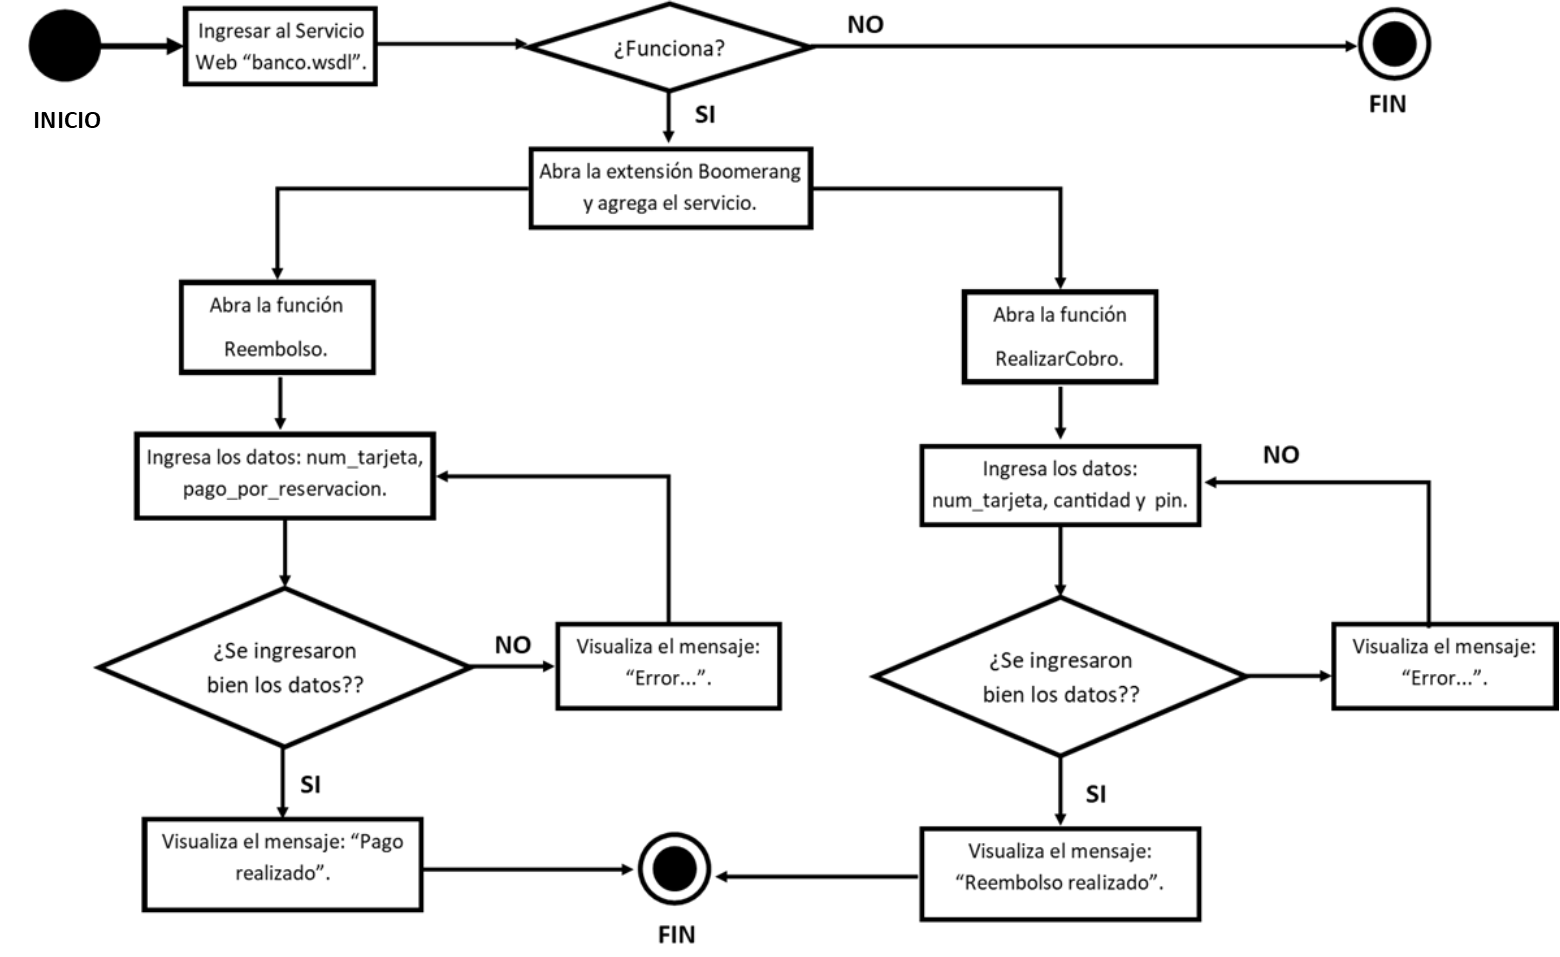 Ingresar al Servicio
Web “banco.wsdl”.
¿Funciona?
NO
INICIO
FIN
SI
Abra la extensión Boomerang
y agrega el servicio.
Abra la función
Reembolso.
Abra la función
RealizarCobro.
Ingresa los datos: num_tarjeta,
pago_por_reservacion.
Ingresa los datos:
num_tarjeta, cantidad y pin.
NO
¿Se ingresaron
bien los datos??
NO
Visualiza el mensaje:
“Error...”.
¿Se ingresaron
bien los datos??
Visualiza el mensaje:
“Error...”.
SI
SI
Visualiza el mensaje: “Pago
realizado”.
Visualiza el mensaje:
“Reembolso realizado”.
FIN